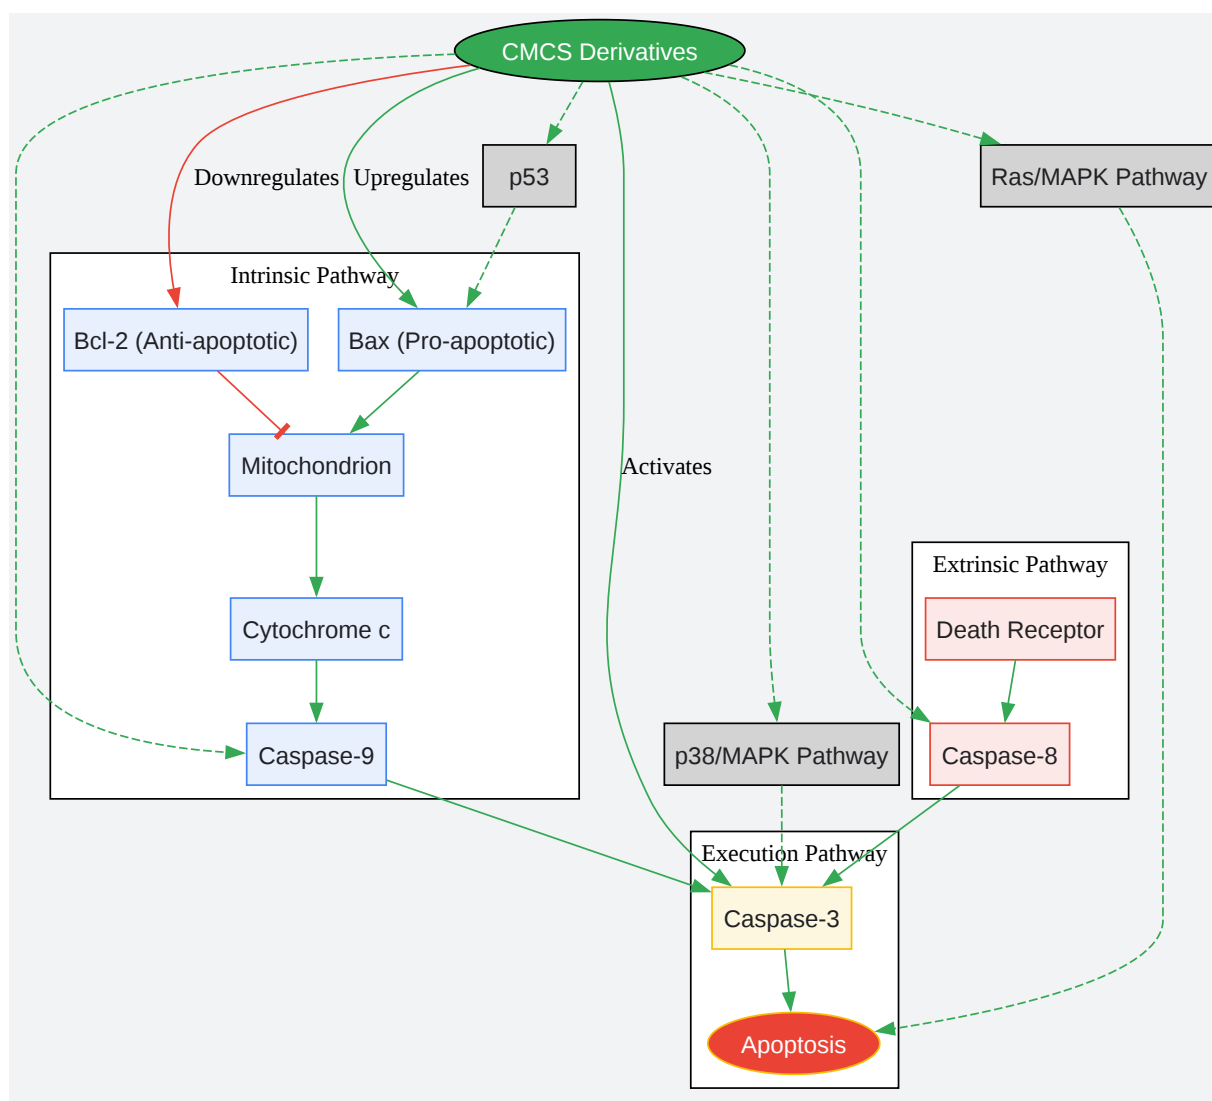 CMCS Derivatives
Downregulates
Upregulates
p53
Ras/MAPK Pathway
Intrinsic Pathway
Bcl-2 (Anti-apoptotic)
Bax (Pro-apoptotic)
Mitochondrion
Activates
Extrinsic Pathway
Cytochrome c
Death Receptor
Caspase-9
p38/MAPK Pathway
Caspase-8
Execution Pathway
Caspase-3
Apoptosis